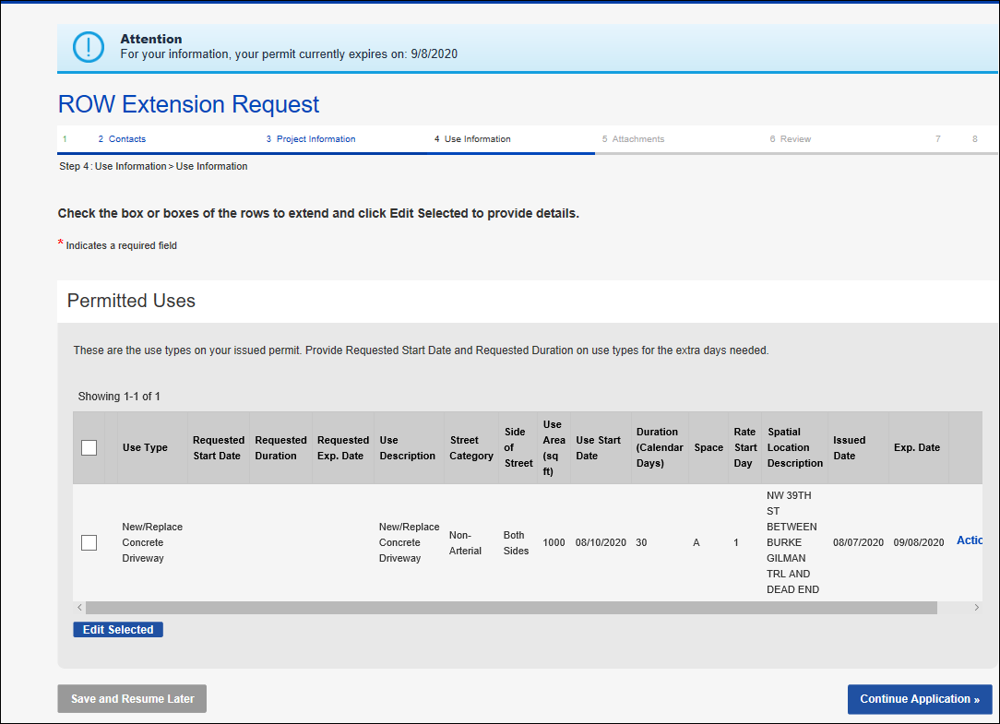 Attention
For your information, your permit currently expires on: 9/8/2020
ROW Extension Request
1 2 Contacts 3 Project Information 4 Use Information 5 Attachments 6 Review 7 8
Step 4: Use Information > Use Information
Check the box or boxes of the rows to extend and click Edit Selected to provide details.
* Indicates a required field
Permitted Uses
These are the use types on your issued permit. Provide Requested Start Date and Requested Duration on use types for the extra days needed.
Showing 1-1 of 1
Use Type
Requested
Start Date
Requested
Duration
Requested
Exp. Date
Use
Description
Street
Category
Side
of
Street
Use
Area
(sq
ft)
Use Start
Date
Duration
(Calendar
Days)
Space
Rate
Start
Day
Spatial
Location
Description
Issued
Date
Exp. Date
New/Replace
Concrete
Driveway
New/Replace
Concrete
Driveway
Non-
Arterial
Both
Sides
1000
08/10/2020
30
A
1
NW 39TH
ST
BETWEEN
BURKE
GILMAN
TRL AND
DEAD END
08/07/2020
09/08/2020
Actio
Edit Selected
Save and Resume Later
Continue Application »